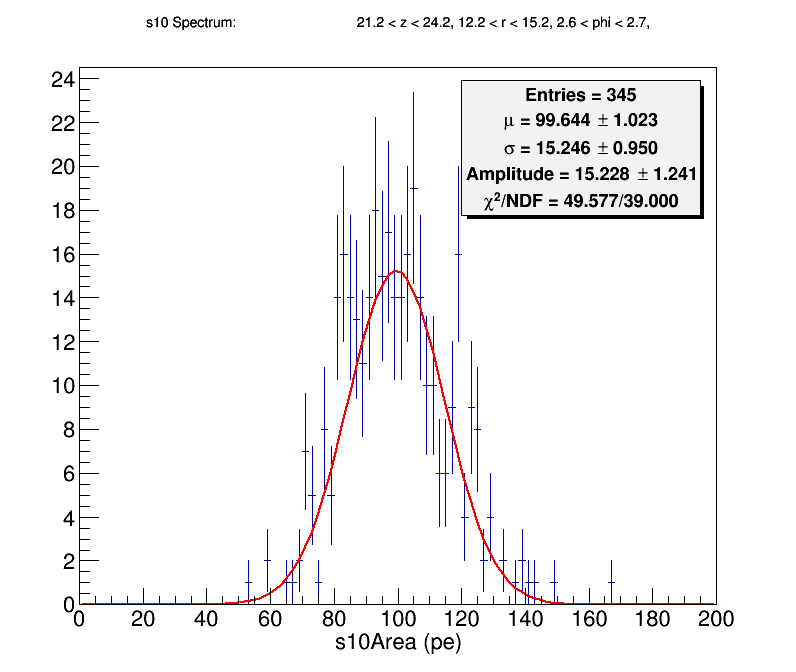 s10 Spectrum: 21.2 < z < 24.2, 12.2 < r < 15.2, 2.6 < phi < 2.7,
Entries = 345
μ = 99.644 ± 1.023
σ = 15.246 ± 0.950
Amplitude = 15.228 ± 1.241
χ²/NDF = 49.577/39.000
24
22
20
18
16
14
12
10
8
6
4
2
0
0 20 40 60 80 100 120 140 160 180 200
s10Area (pe)